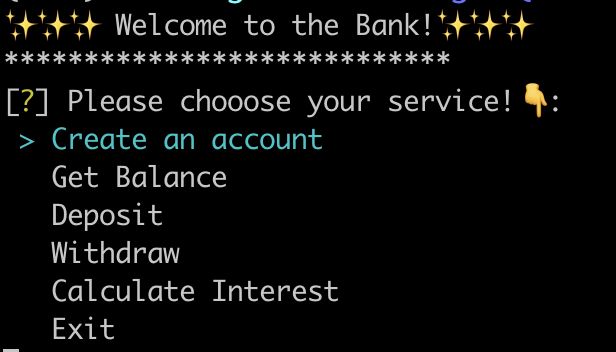 ✨✨✨ Welcome to the Bank!✨✨✨
****************************
[?] Please chooose your service!👇:
> Create an account
Get Balance
Deposit
Withdraw
Calculate Interest
Exit